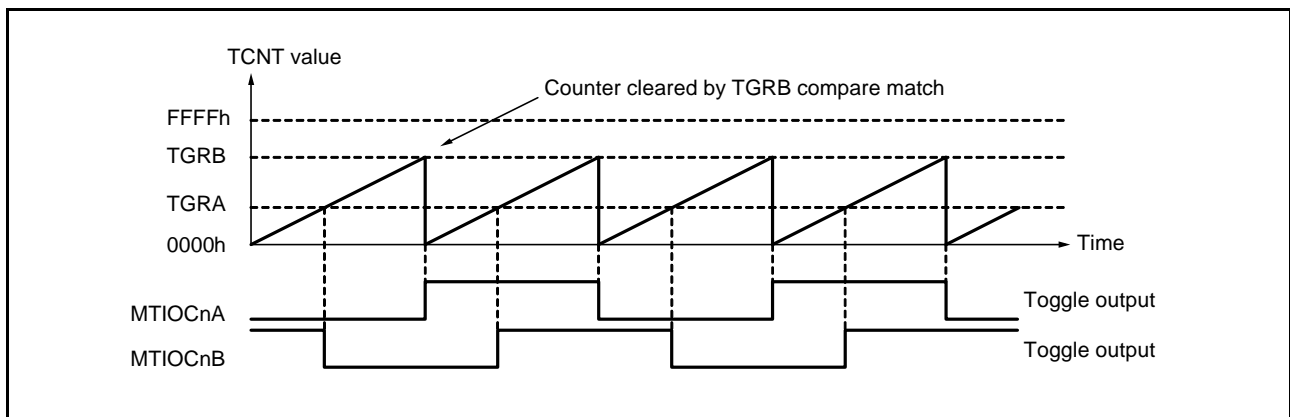 TCNT value
Counter cleared by TGRB compare match
FFFFh
TGRB
TGRA
0000h
Time
MTIOCnA
Toggle output
MTIOCnB
Toggle output